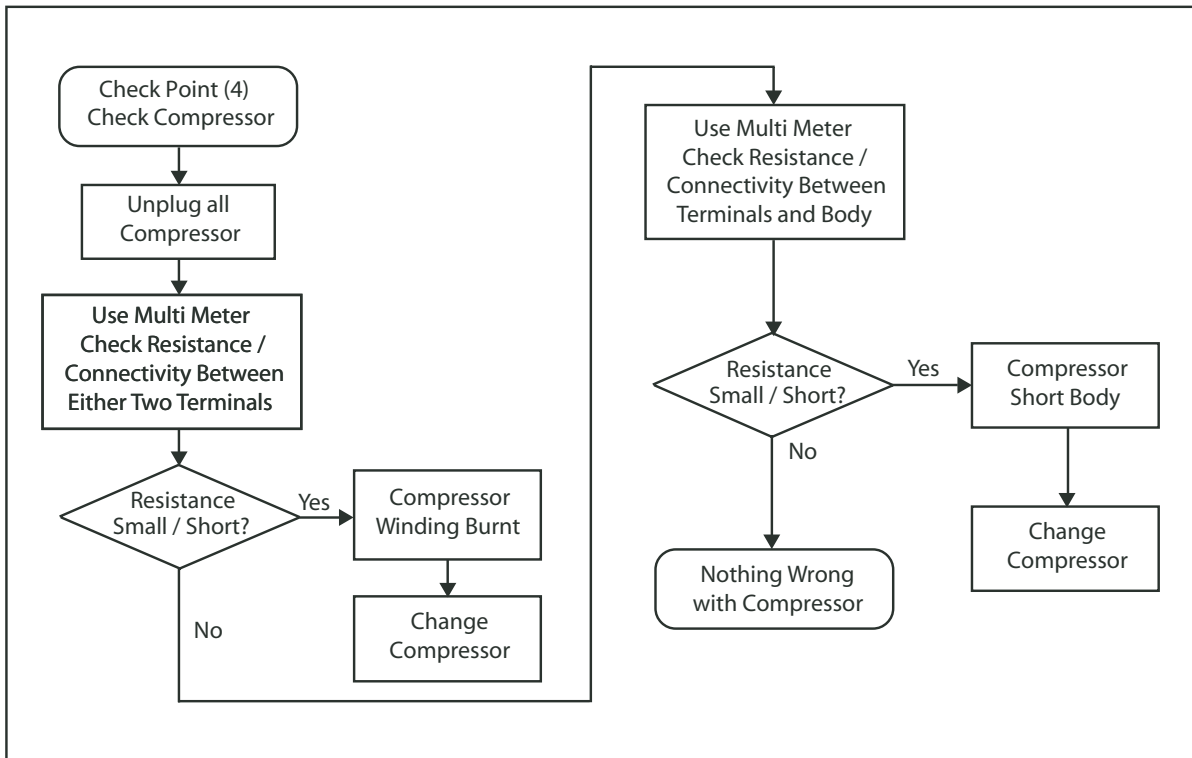 Check Point (4)
Check Compressor
Unplug all
Compressor
Use Multi Meter
Check Resistance /
Connectivity Between
Either Two Terminals
Resistance
Small / Short?
Yes
Compressor
Winding Burnt
Change
Compressor
No
Use Multi Meter
Check Resistance /
Connectivity Between
Terminals and Body
Resistance
Small / Short?
Yes
Compressor
Short Body
Change
Compressor
No
Nothing Wrong
with Compressor